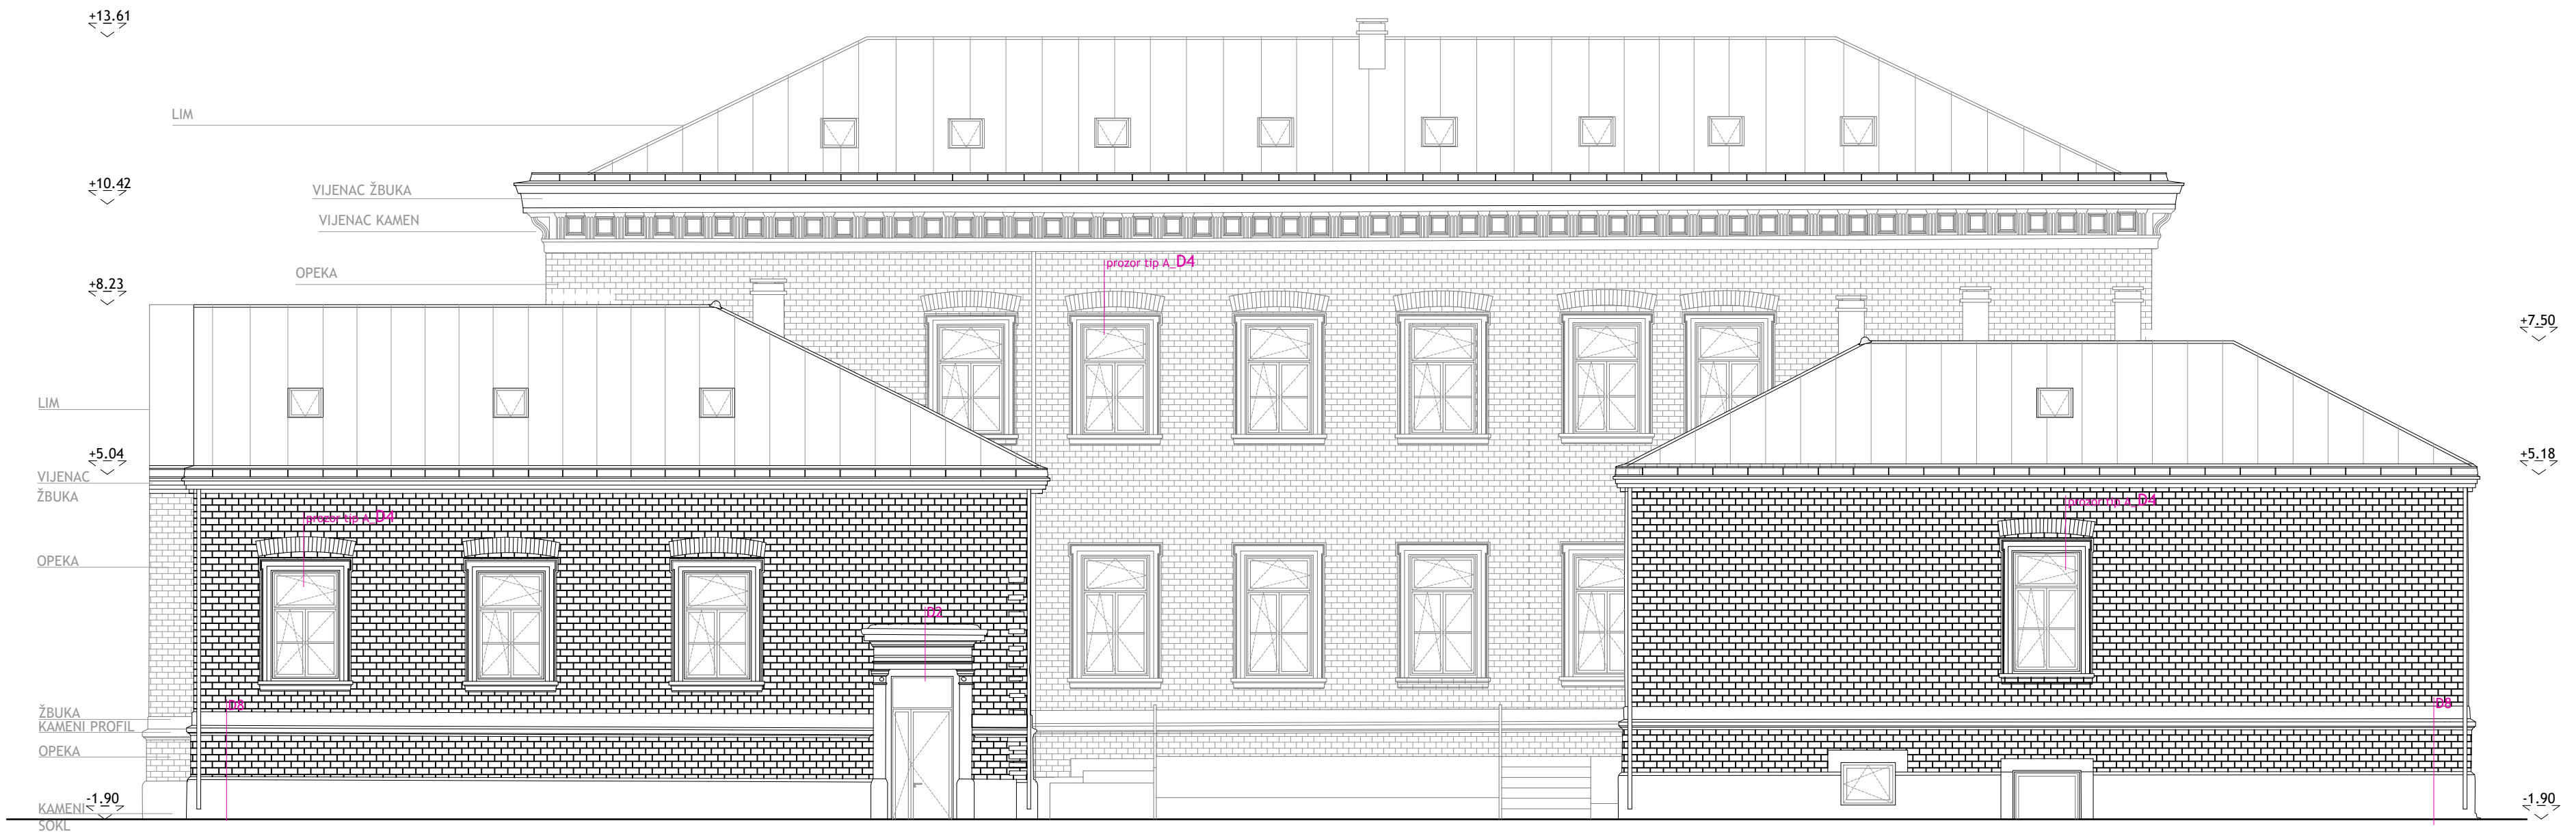 +13.61
LIM
+10.42
VIJENAC ŽBUKA
VIJENAC KAMEN
OPEKA
prozor tip A_D4
+8.23
+7.50
LIM
+5.04
+5.18
VIJENAC
ŽBUKA
prozor tip A_D4
prozor tip A_D4
OPEKA
D2
D8
D8
ŽBUKA
KAMENI PROFIL
OPEKA
KAMENI
SOKL
-1.90
-1.90